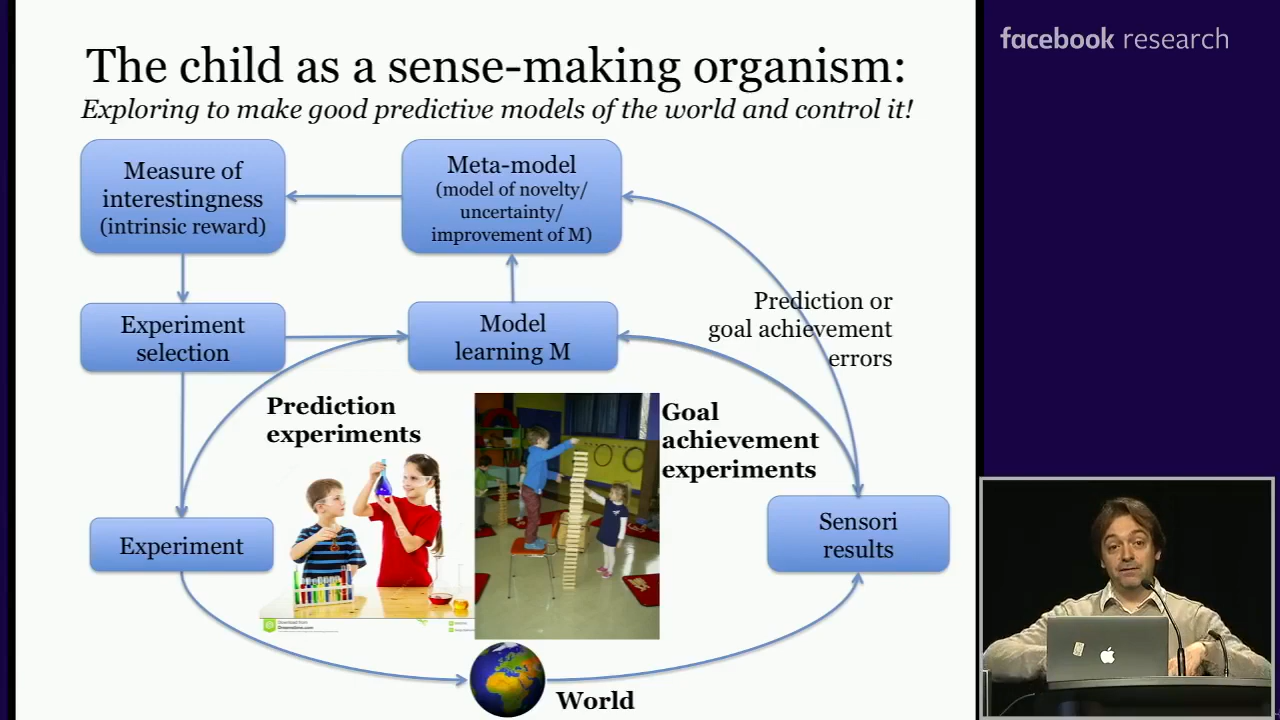 The child as a sense-making organism:
Exploring to make good predictive models of the world and control it!
facebook research
Measure of
interestingness
(intrinsic reward)
Meta-model
(model of novelty/
uncertainty/
improvement of M)
Experiment
selection
Model
learning M
Prediction or
goal achievement
errors
Prediction
experiments
Goal
achievement
experiments
Experiment
Sensori
results
World